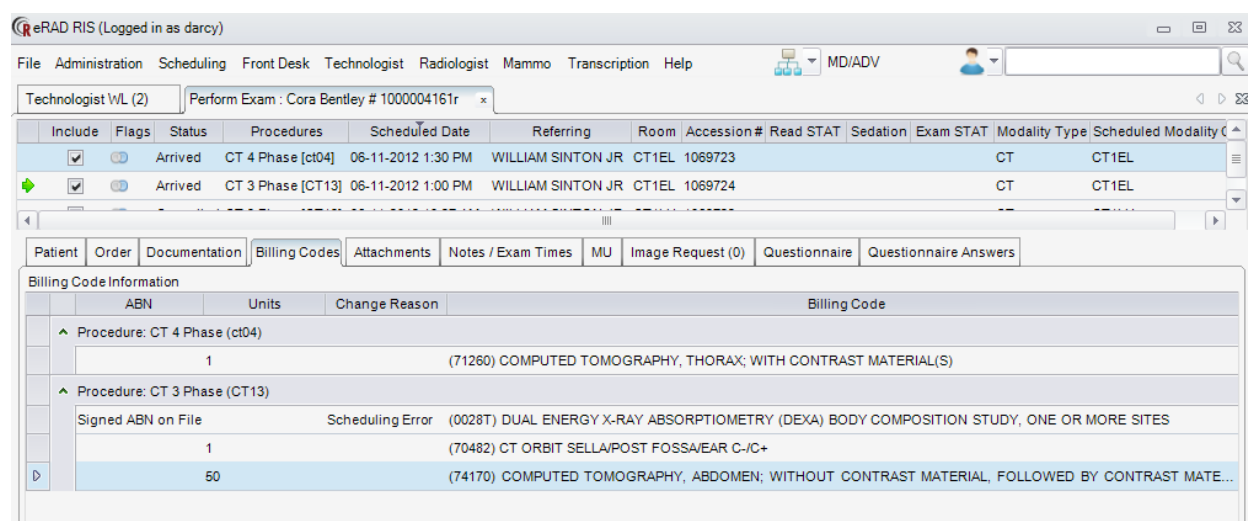 eRAD RIS (Logged in as darcy)
File Administration Scheduling Front Desk Technologist Radiologist Mammo Transcription Help MD/ADV
Technologist WL (2) Perform Exam : Cora Bentley # 1000004161r x
Include Flags Status Procedures Scheduled Date Referring Room Accession # Read STAT Sedation Exam STAT Modality Type Scheduled Modality
Arrived CT 4 Phase [ct04] 06-11-2012 1:30 PM WILLIAM SINTON JR CT1EL 1069723 CT CT1EL
Arrived CT 3 Phase [CT13] 06-11-2012 1:00 PM WILLIAM SINTON JR CT1EL 1069724 CT CT1EL
Patient Order Documentation Billing Codes Attachments Notes / Exam Times MU Image Request (0) Questionnaire Questionnaire Answers
Billing Code Information
ABN Units Change Reason Billing Code
Procedure: CT 4 Phase (ct04)
1 (71260) COMPUTED TOMOGRAPHY, THORAX; WITH CONTRAST MATERIAL(S)
Procedure: CT 3 Phase (CT13)
Signed ABN on File Scheduling Error (0028T) DUAL ENERGY X-RAY ABSORPTIOMETRY (DEXA) BODY COMPOSITION STUDY, ONE OR MORE SITES
1 (70482) CT ORBIT SELLA/POST FOSSA/EAR C-/C+
50 (74170) COMPUTED TOMOGRAPHY, ABDOMEN; WITHOUT CONTRAST MATERIAL, FOLLOWED BY CONTRAST MATE...